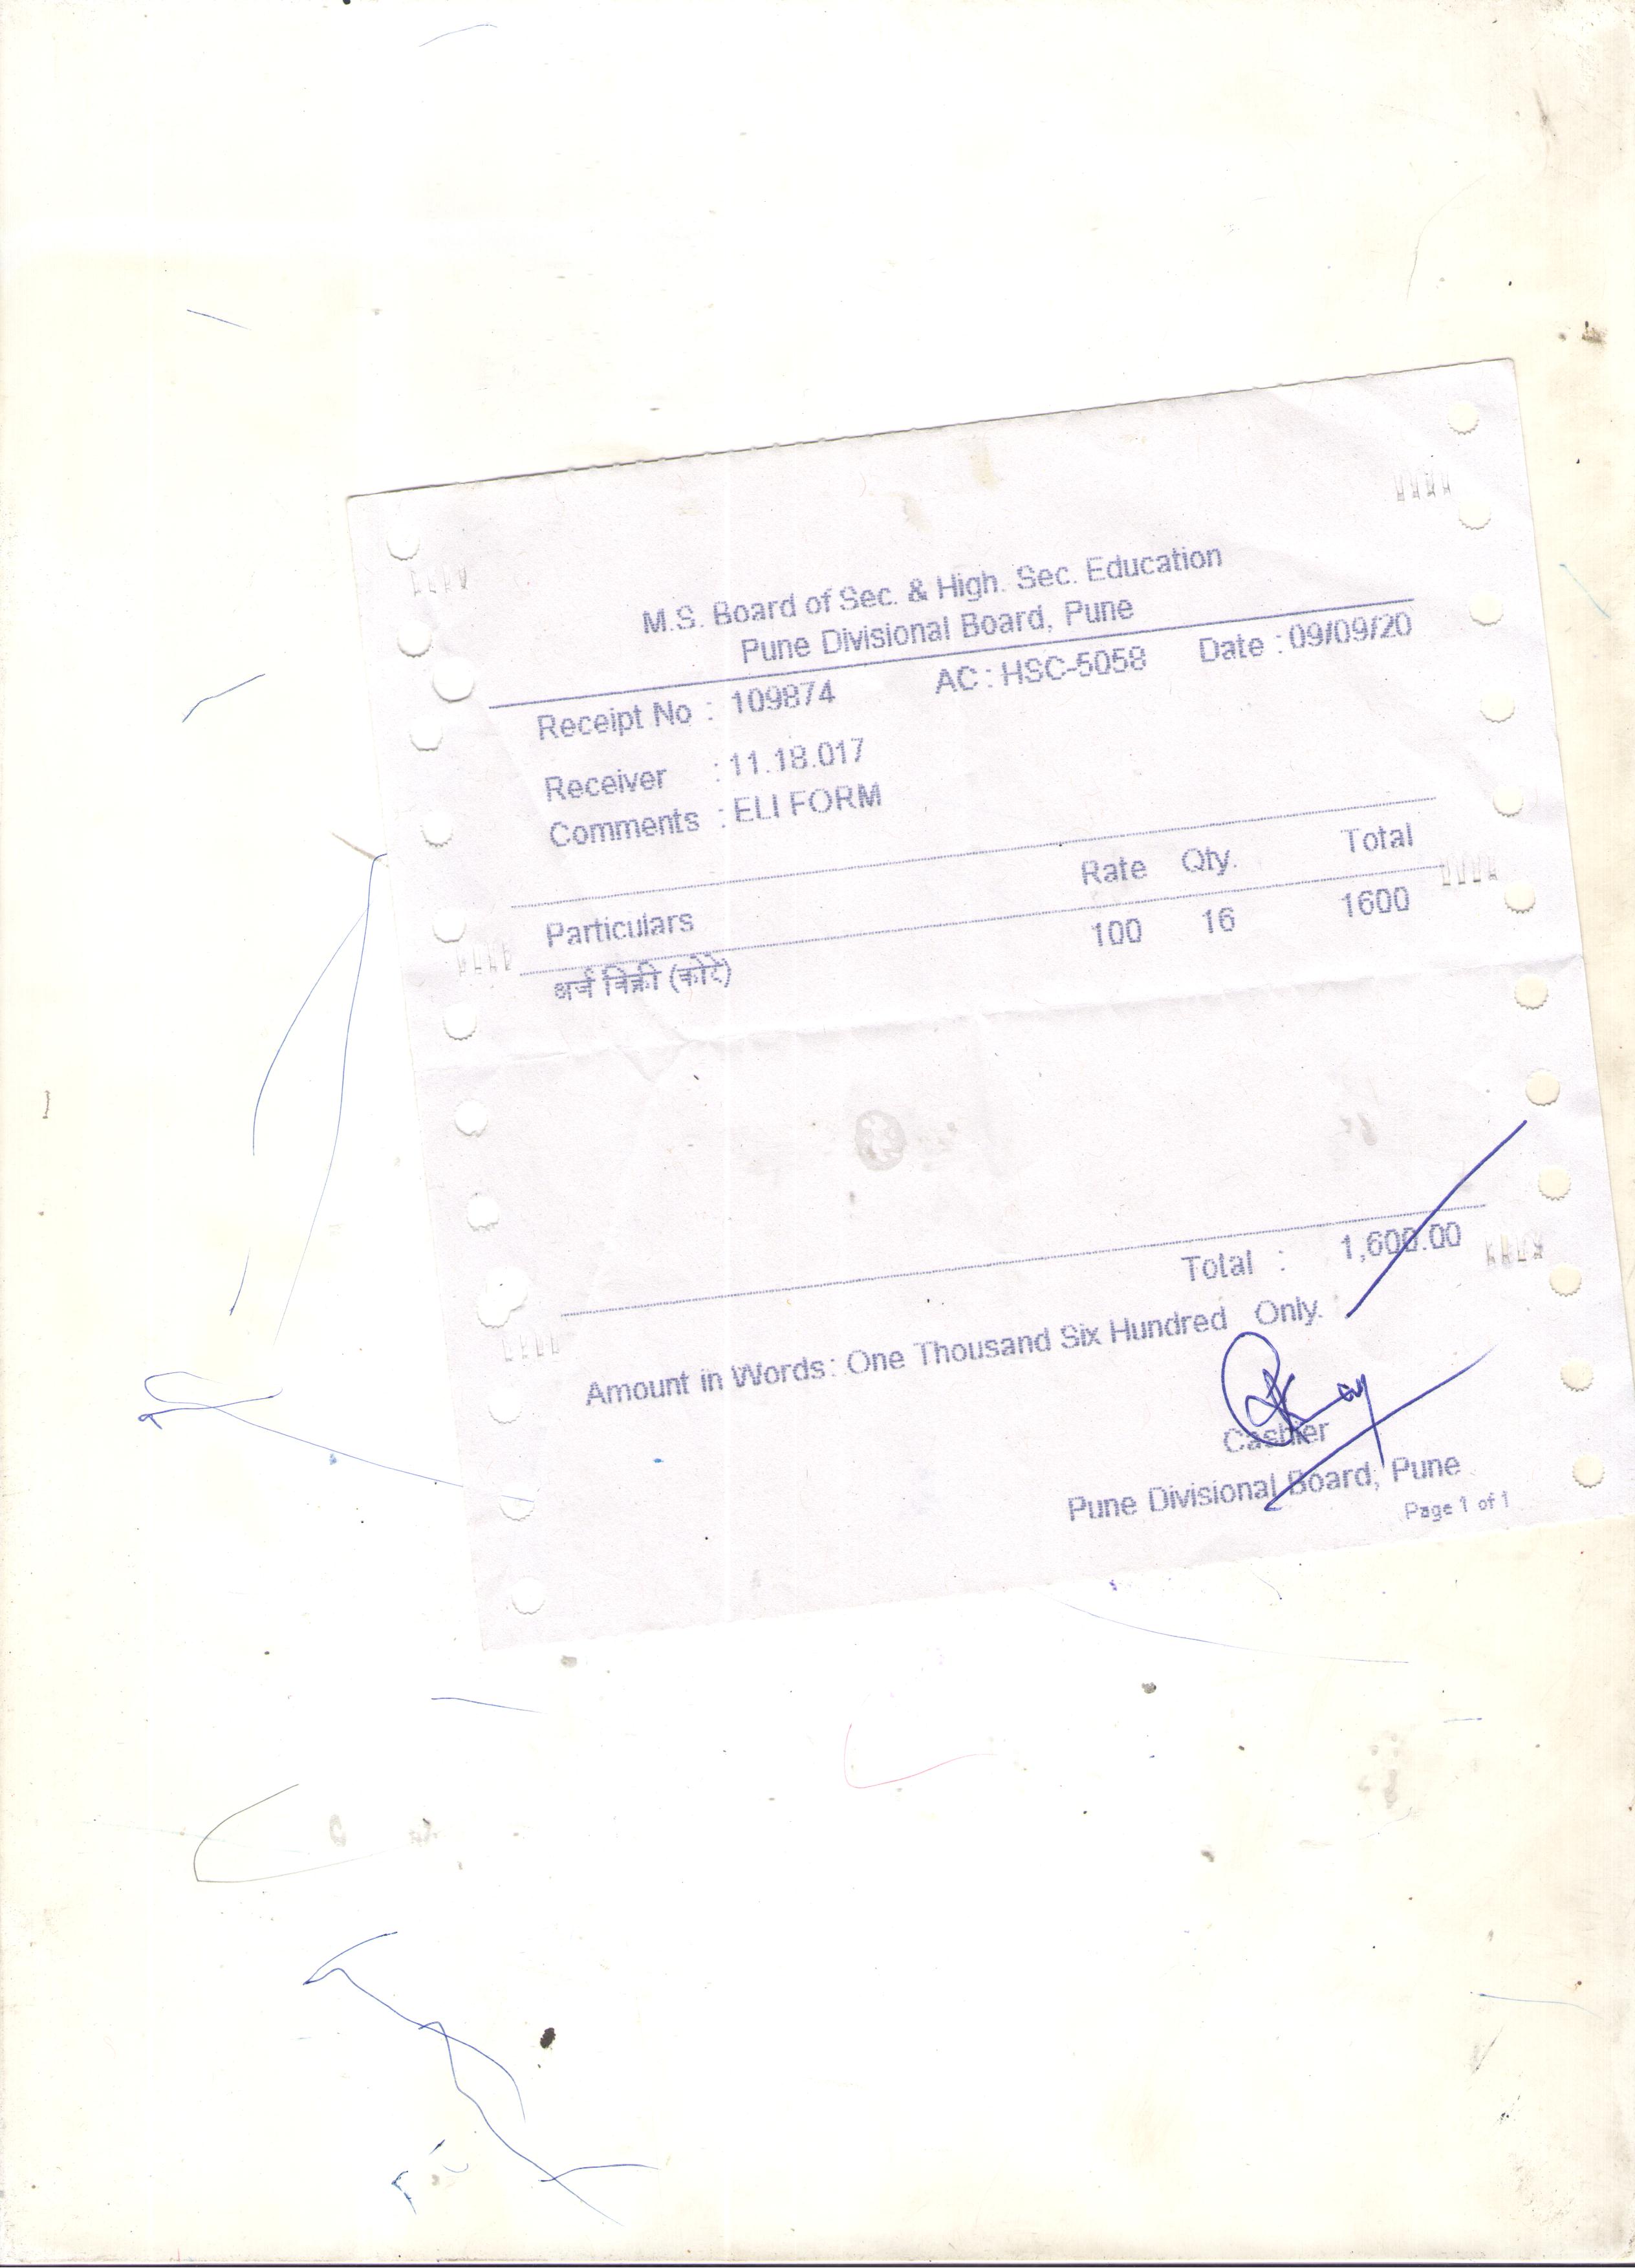 M.S. Board of Sec. & High. Sec. Education
Pune Divisional Board, Pune
Receipt No : 109874 AC : HSC-5058 Date : 09/09/20
Receiver : 11.18.017
Comments : ELI FORM
Particulars Rate Qty. Total
अर्ज विक्री (कोरे) 100 16 1600
Total : 1,600.00
Amount in Words: One Thousand Six Hundred Only.
Cashier
Pune Divisional Board, Pune
Page 1 of 1